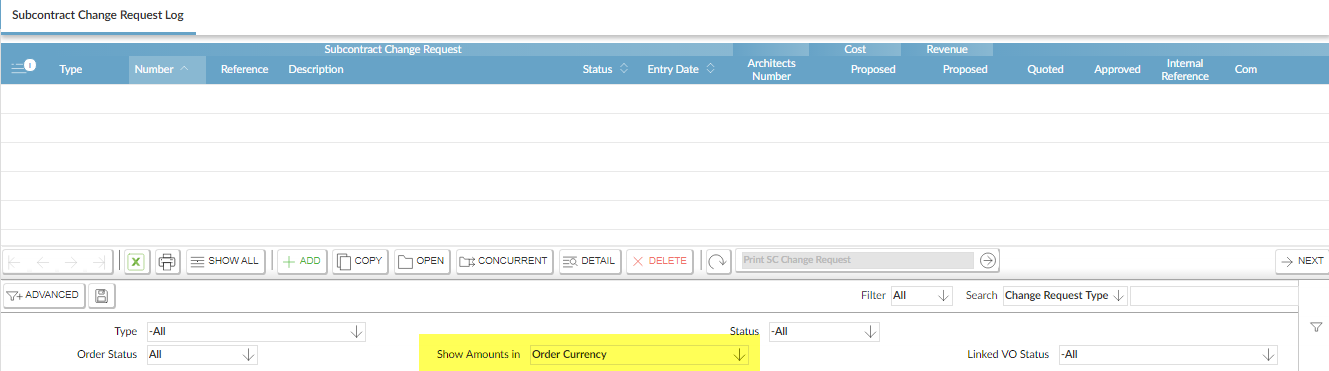 Subcontract Change Request Log
Subcontract Change Request Cost Revenue
Type Number Reference Description Status Entry Date Architects Number Proposed Proposed Quoted Approved Internal Reference Com
SHOW ALL ADD COPY OPEN CONCURRENT DETAIL DELETE Print SC Change Request NEXT
ADVANCED Filter All Search Change Request Type
Type -All Status -All
Order Status All Show Amounts in Order Currency Linked VO Status -All